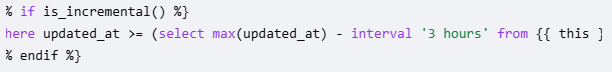 % if is_incremental() %}
here updated_at >= (select max(updated_at) - interval '3 hours' from {{ this }
% endif %}